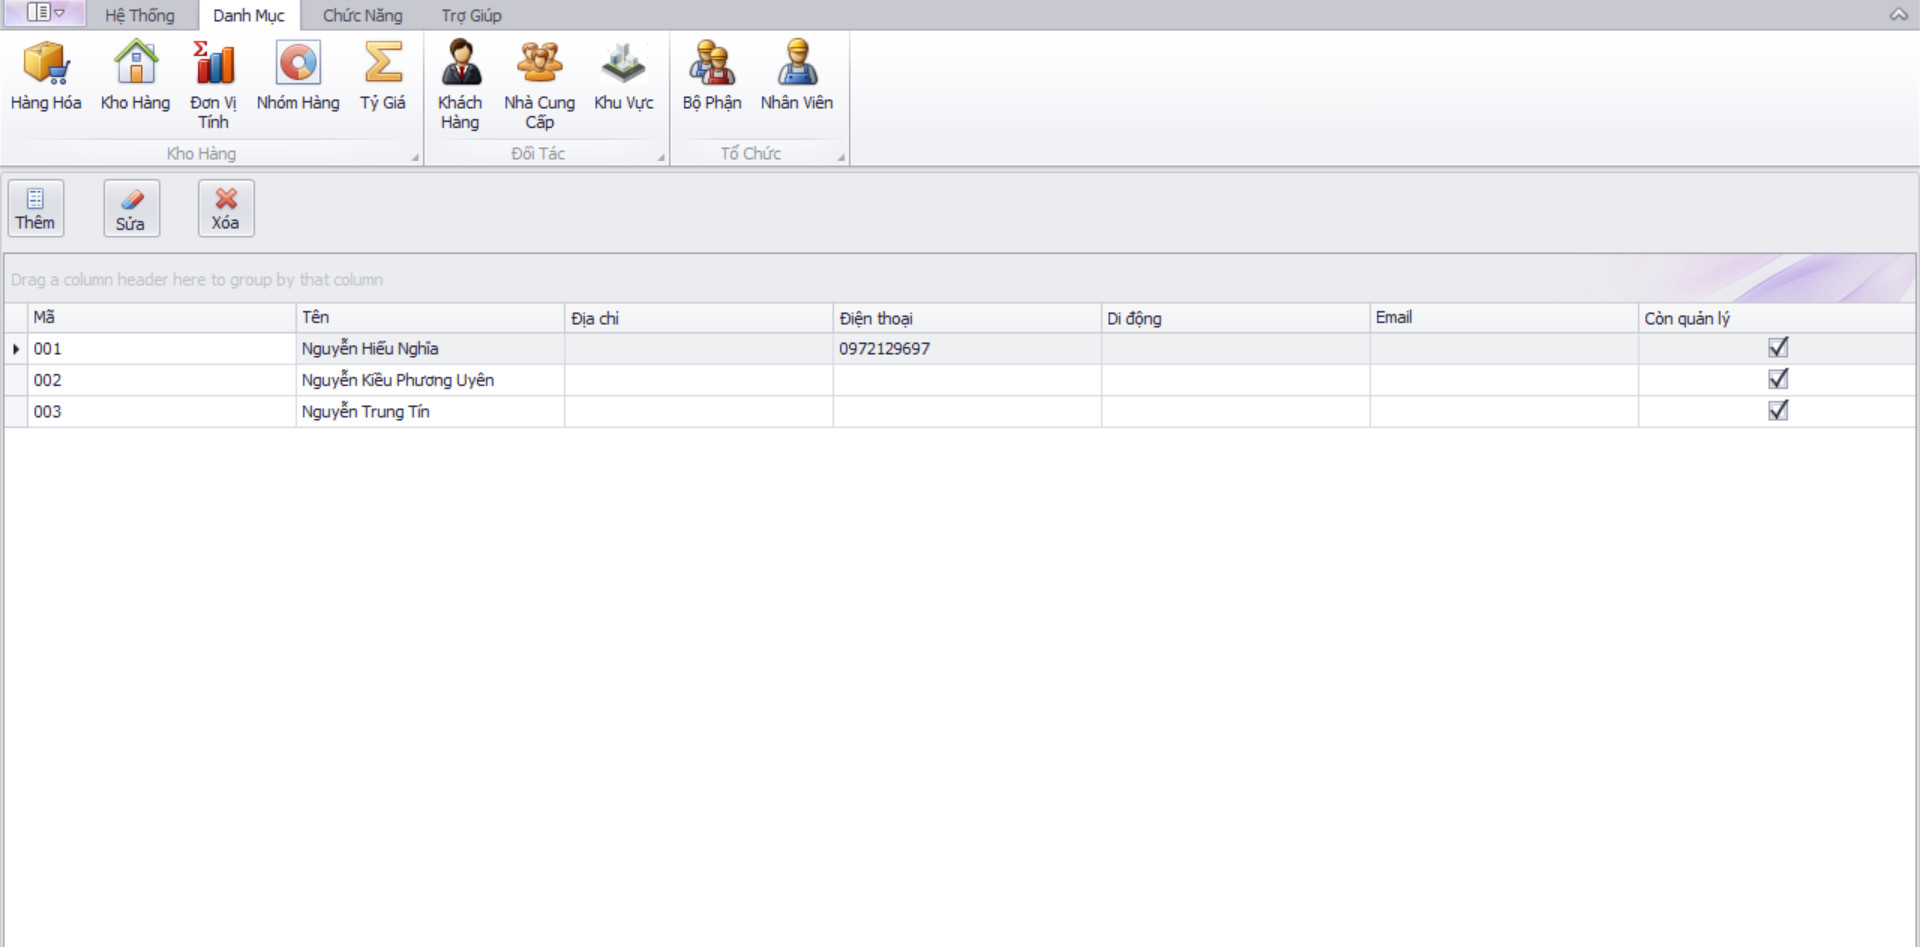 Hệ Thống Danh Mục Chức Năng Trợ Giúp
Hàng Hóa Kho Hàng Đơn Vị Tính Nhóm Hàng Tỷ Giá Khách Hàng Nhà Cung Cấp Khu Vực Bộ Phận Nhân Viên
Kho Hàng Đối Tác Tổ Chức
Thêm Sửa Xóa
Drag a column header here to group by that column
Mã Tên Địa chỉ Điện thoại Di động Email Còn quản lý
001 Nguyễn Hiếu Nghĩa 0972129697
002 Nguyễn Kiều Phương Uyên
003 Nguyễn Trung Tín